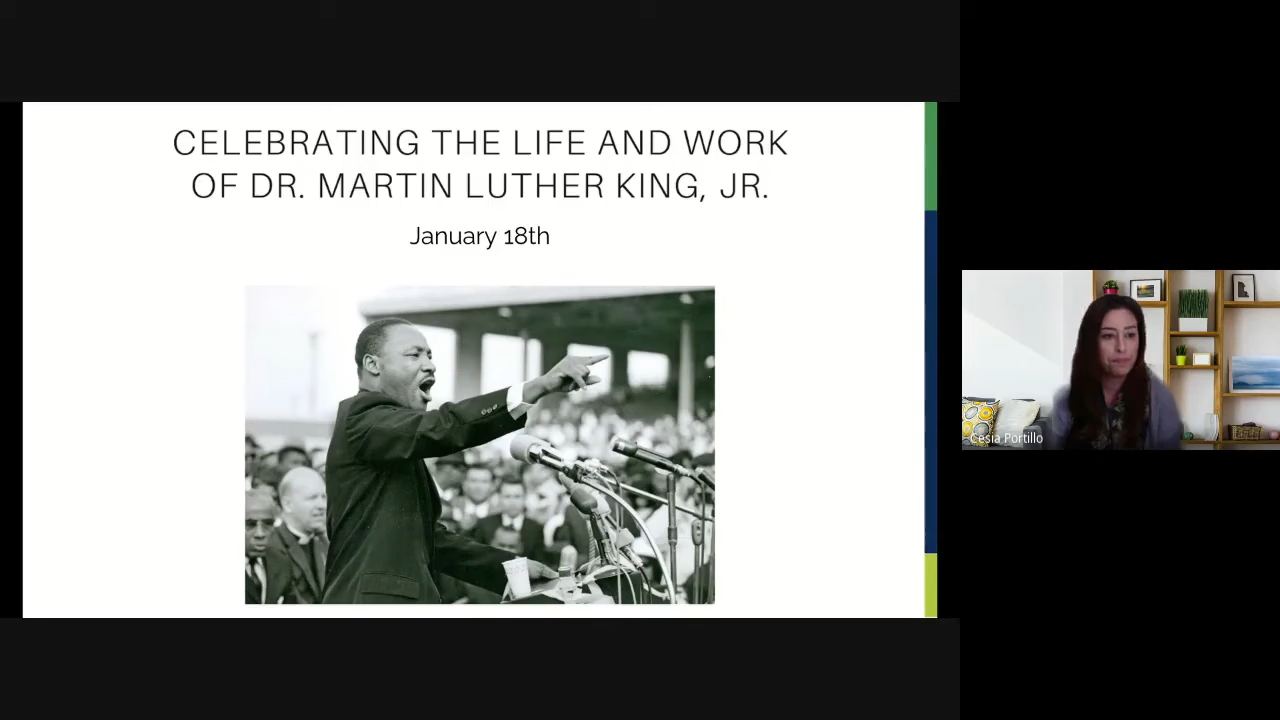 CELEBRATING THE LIFE AND WORK
OF DR. MARTIN LUTHER KING, JR.
January 18th
Cesia Portillo